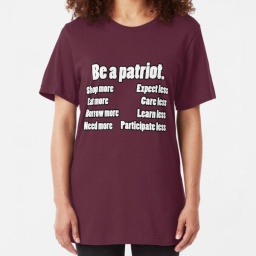 Be a patriot.
Shop more Expect less
Eat more Care less
Borrow more Learn less
Need more Participate less